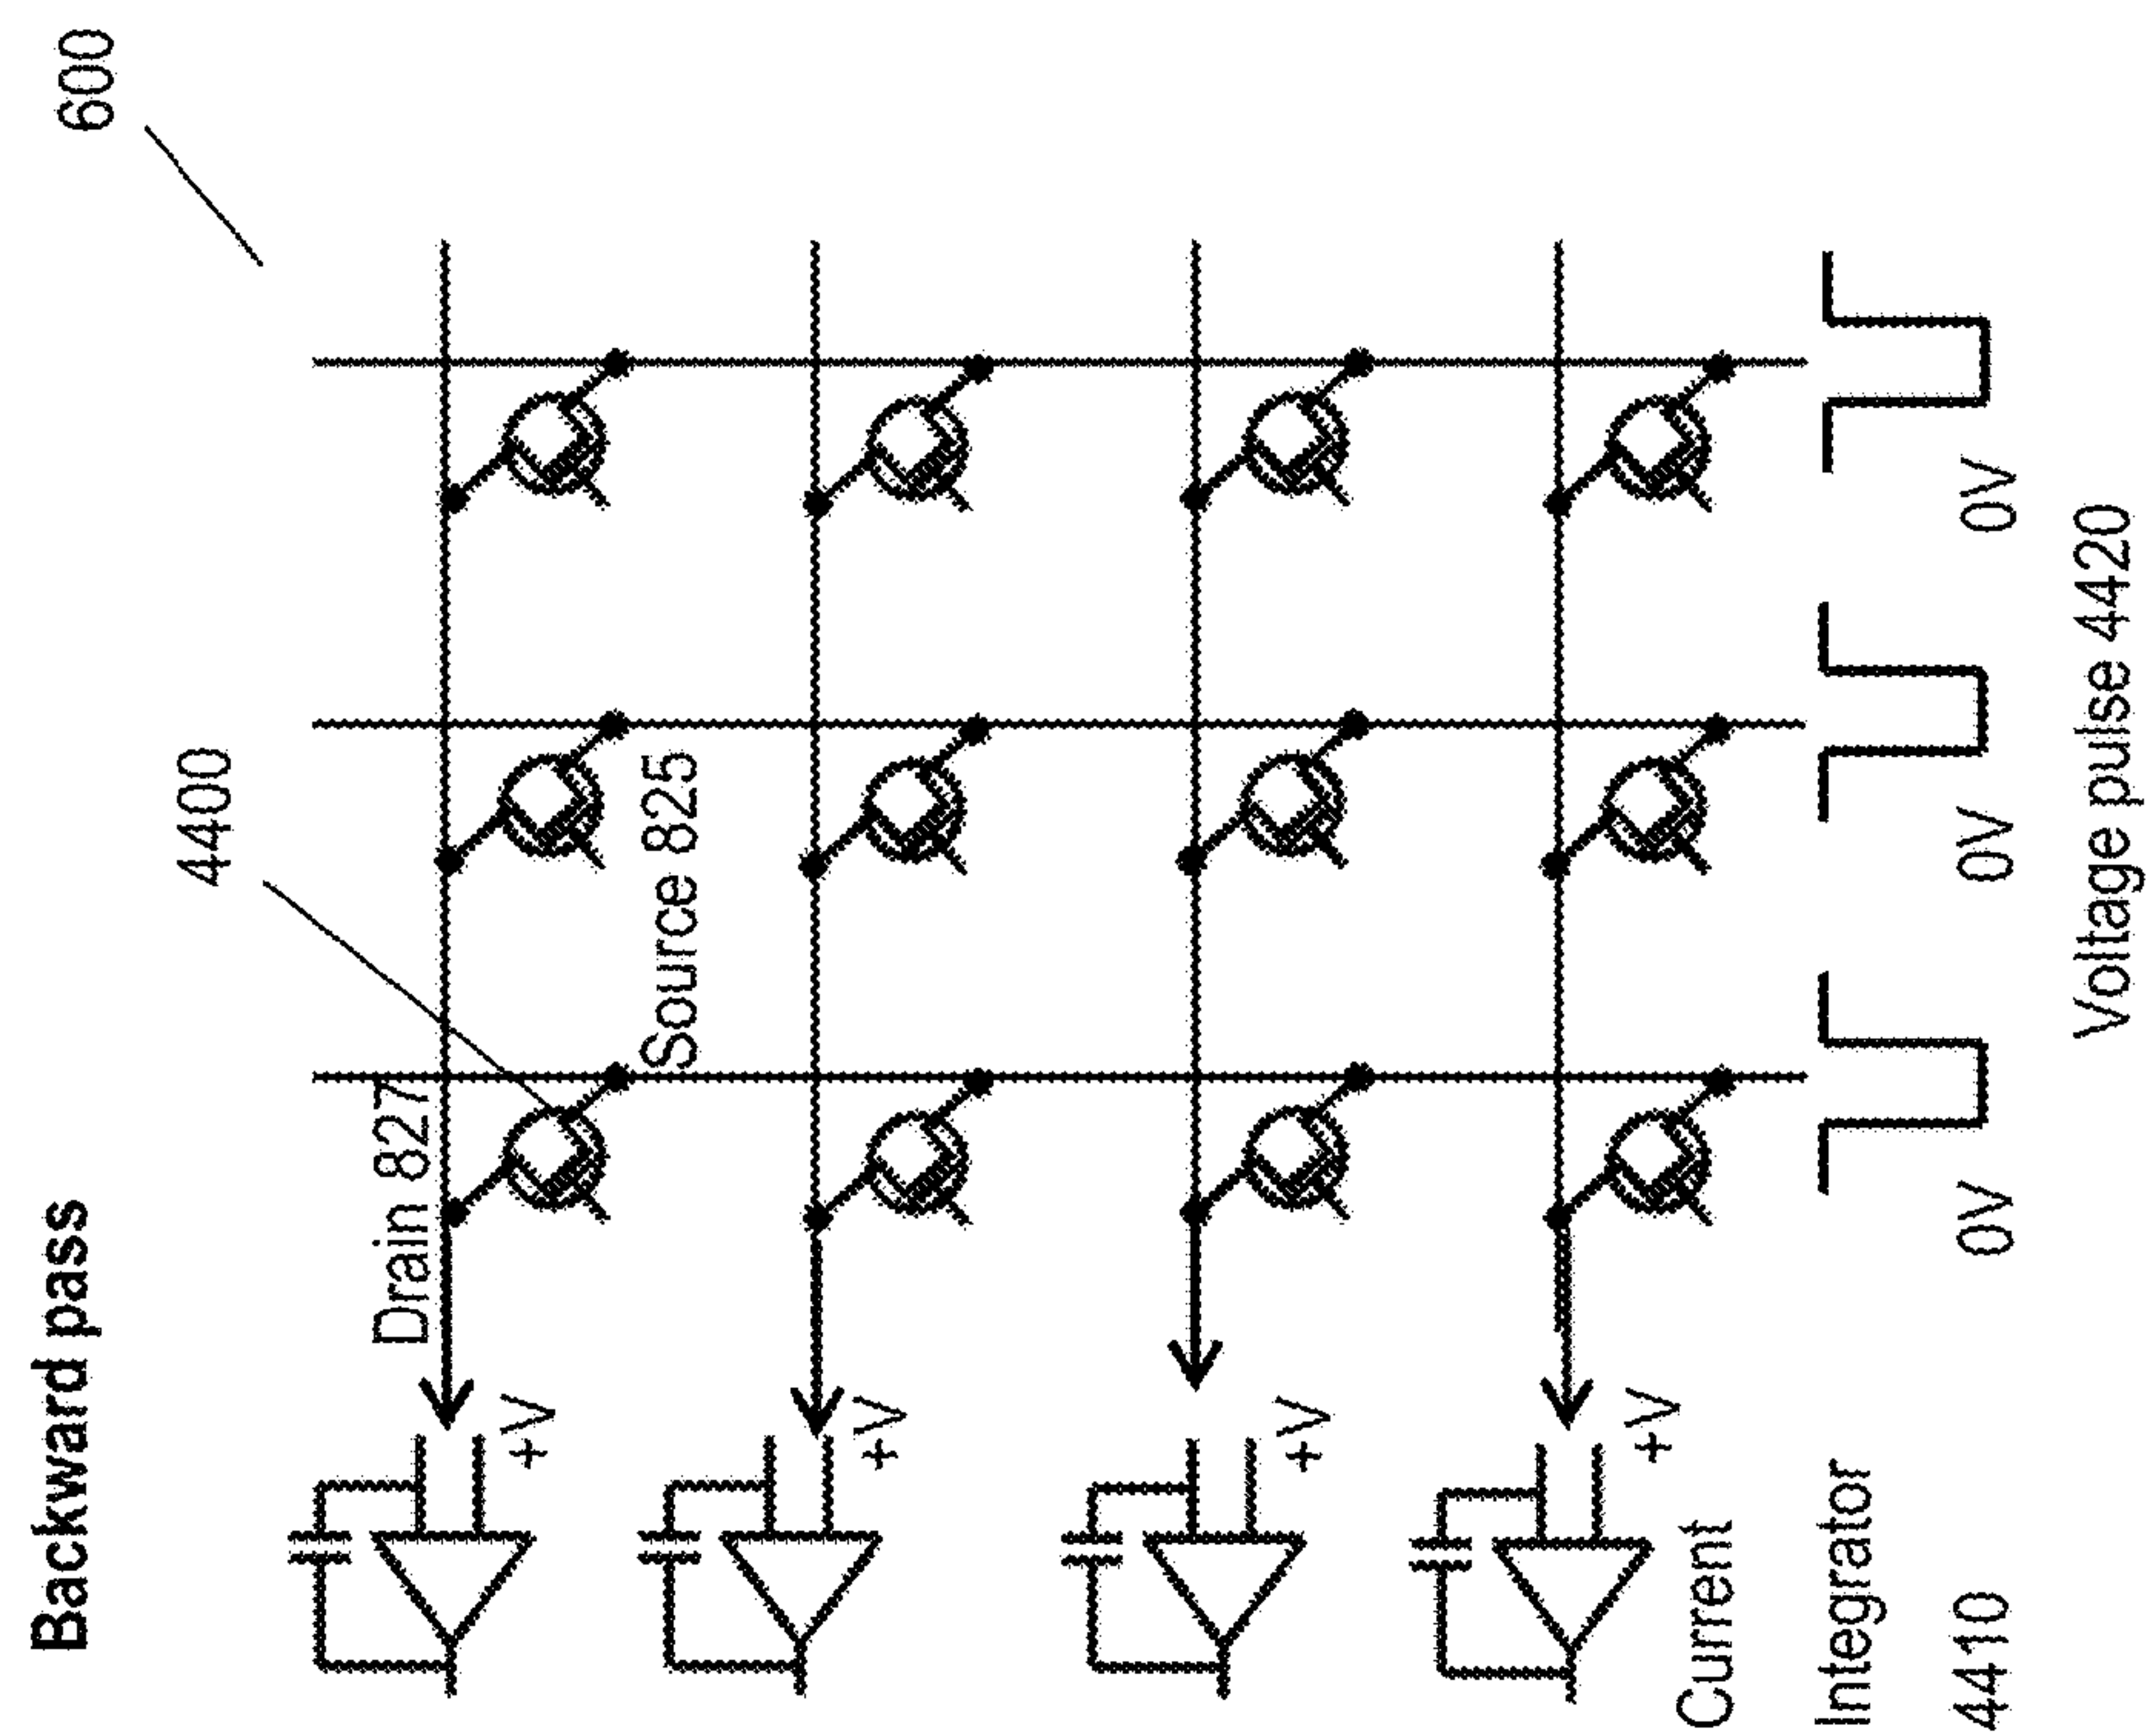 Backward pass
600
4400
Drain 827
Source 825
+V
+V
+V
+V
Current
Integrator
4410
0V
0V
0V
Voltage pulse 4420